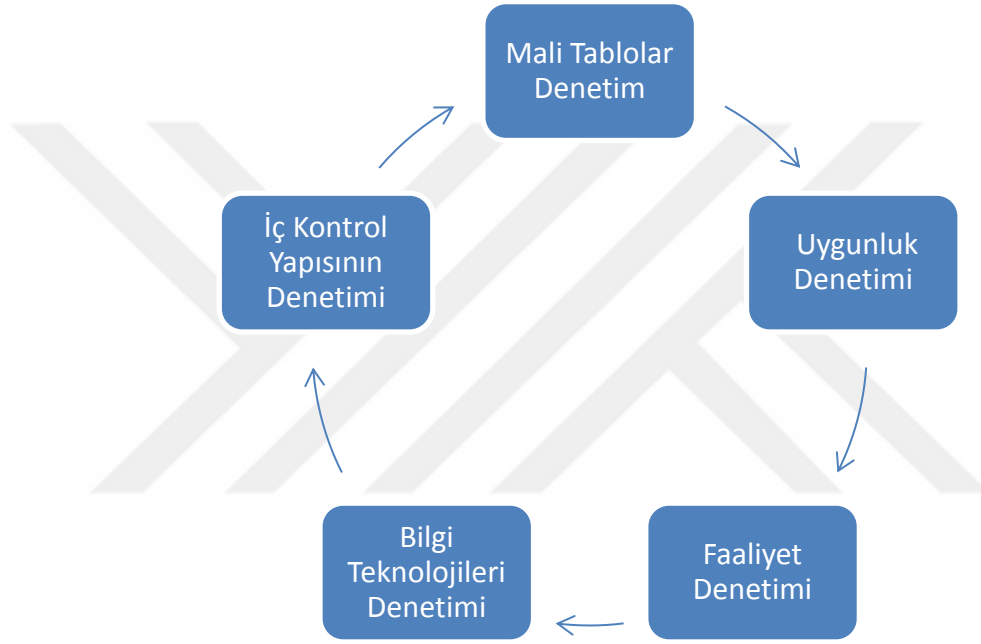 Mali Tablolar
Denetim
Uygunluk
Denetimi
Faaliyet
Denetimi
Bilgi
Teknolojileri
Denetimi
İç Kontrol
Yapısının
Denetimi